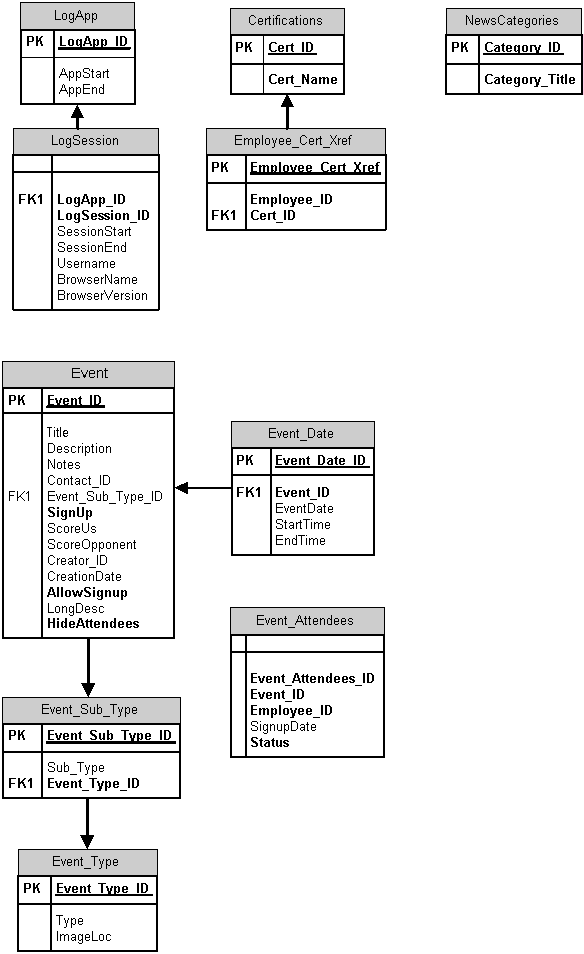 LogApp
PK LogApp_ID
AppStart
AppEnd
Certifications
PK Cert_ID
Cert_Name
NewsCategories
PK Category_ID
Category_Title
LogSession
FK1 LogApp_ID
LogSession_ID
SessionStart
SessionEnd
Username
BrowserName
BrowserVersion
Employee_Cert_Xref
PK Employee_Cert_Xref
Employee_ID
FK1 Cert_ID
Event
PK Event_ID
Title
Description
Notes
Contact_ID
FK1 Event_Sub_Type_ID
SignUp
ScoreUs
ScoreOpponent
Creator_ID
CreationDate
AllowSignup
LongDesc
HideAttendees
Event_Date
PK Event_Date_ID
FK1 Event_ID
EventDate
StartTime
EndTime
Event_Attendees
Event_Attendees_ID
Event_ID
Employee_ID
SignupDate
Status
Event_Sub_Type
PK Event_Sub_Type_ID
Sub_Type
FK1 Event_Type_ID
Event_Type
PK Event_Type_ID
Type
ImageLoc